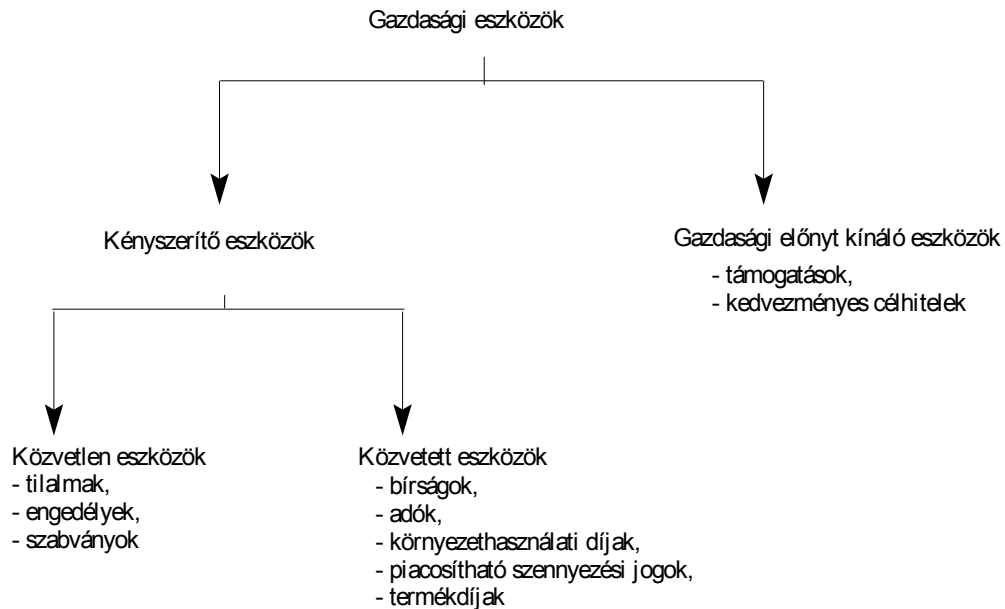 Gazdasági eszközök
Kényszerítő eszközök
Gazdasági előnyt kínáló eszközök
- támogatások,
- kedvezményes célhitelek
Közvetlen eszközök
- tilalmak,
- engedélyek,
- szabványok
Közvetett eszközök
- bírságok,
- adók,
- környezethasználati díjak,
- piacosítható szennyezési jogok,
- termékdíjak